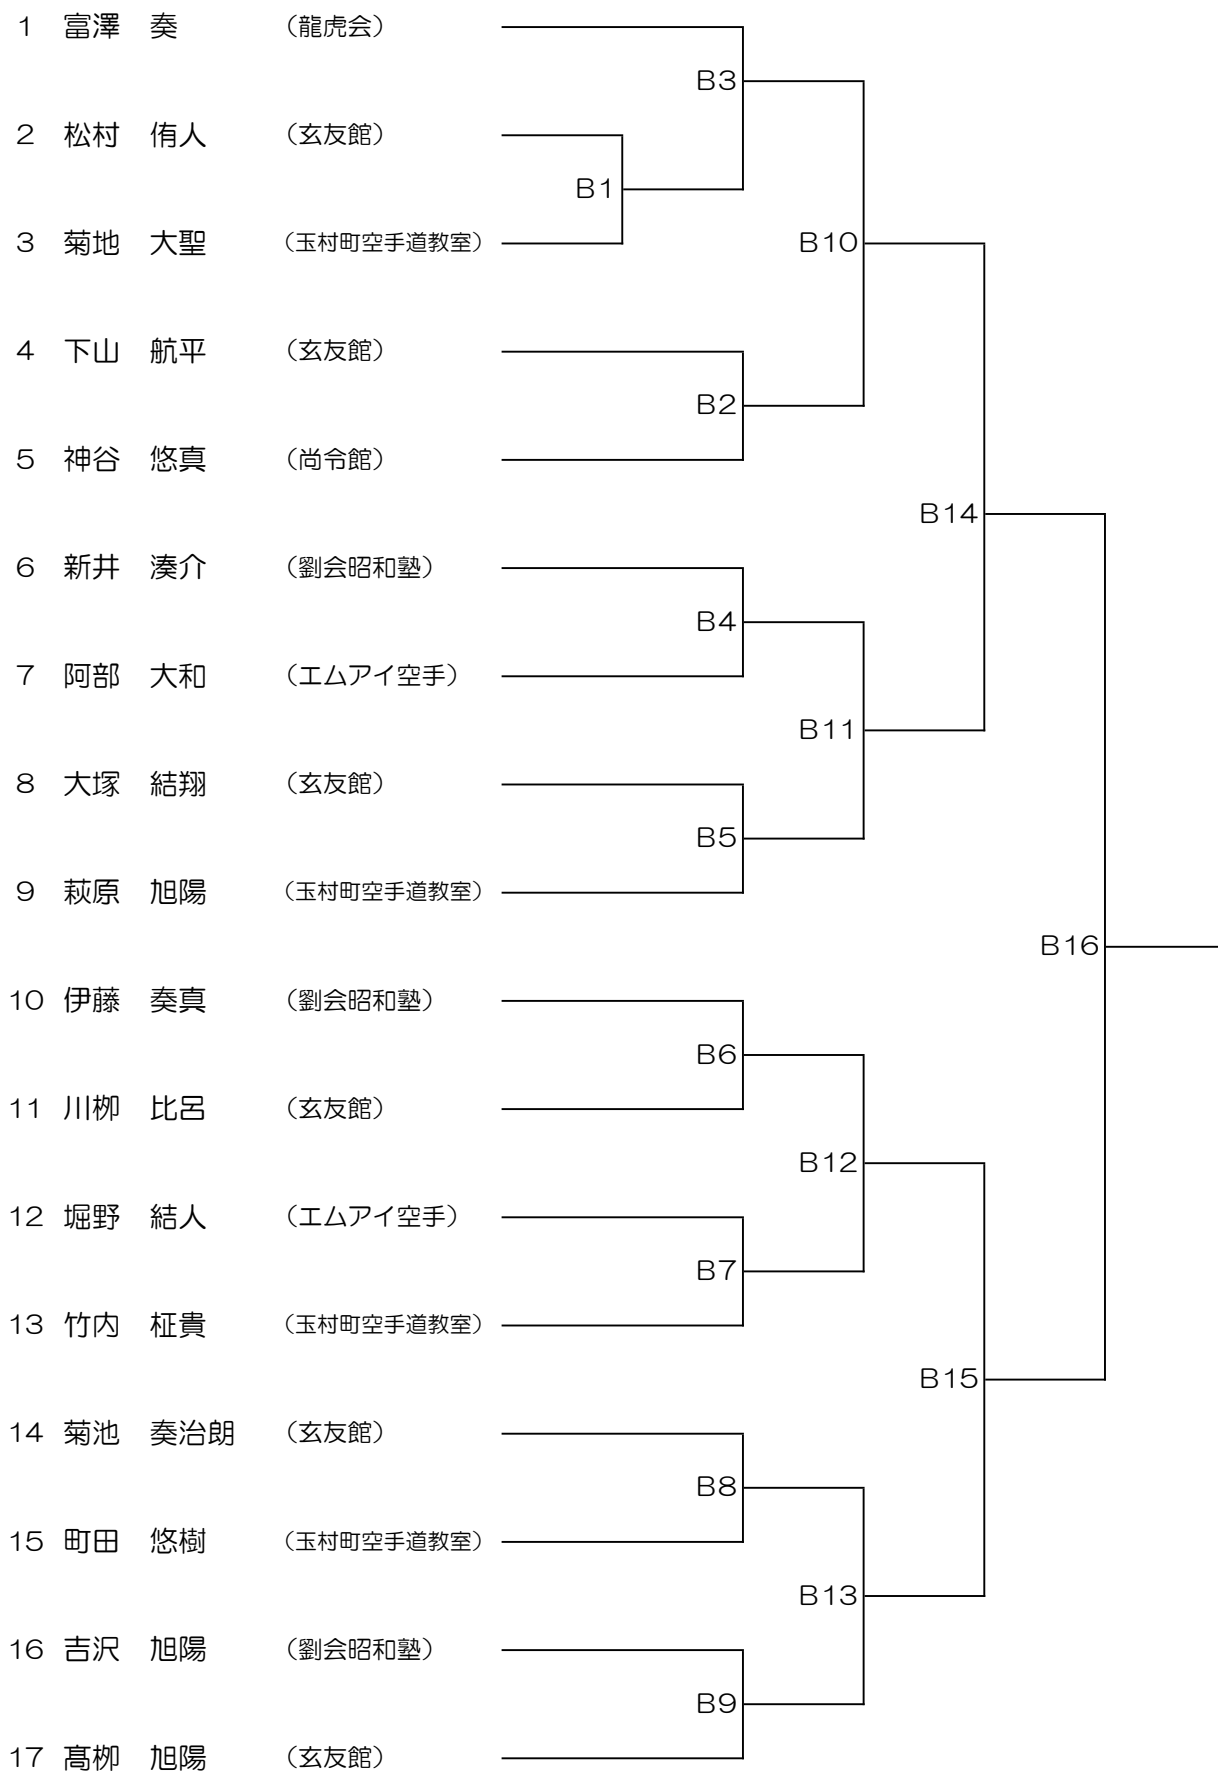 1 富澤 奏 （龍虎会）
B3
2 松村 侑人 （玄友館）
B1
3 菊地 大聖 （玉村町空手道教室）
B10
4 下山 航平 （玄友館）
B2
5 神谷 悠真 （尚令館）
B14
6 新井 湊介 （劉会昭和塾）
B4
7 阿部 大和 （エムアイ空手）
B11
8 大塚 結翔 （玄友館）
B5
9 萩原 旭陽 （玉村町空手道教室）
B16
10 伊藤 奏真 （劉会昭和塾）
B6
11 川栁 比呂 （玄友館）
B12
12 堀野 結人 （エムアイ空手）
B7
13 竹内 柾貴 （玉村町空手道教室）
B15
14 菊池 奏治朗 （玄友館）
B8
15 町田 悠樹 （玉村町空手道教室）
B13
16 吉沢 旭陽 （劉会昭和塾）
B9
17 髙栁 旭陽 （玄友館）